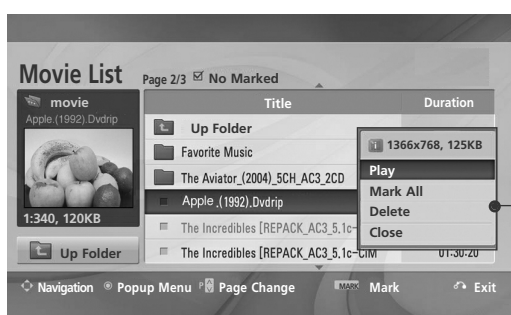 Movie List
Page 2/3 ☑ No Marked
movie
Apple.(1992).Dvdrip
1:340, 120KB
Up Folder
Title Duration
Up Folder
Favorite Music
The Aviator_(2004)_5CH_AC3_2CD
Apple .(1992).Dvdrip
The Incredibles [REPACK_AC3_5.1c-
The Incredibles [REPACK_AC3_5.1c-CIM 01:30:20
1366x768, 125KB
Play
Mark All
Delete
Close
Navigation Popup Menu P Page Change MARK Mark Exit